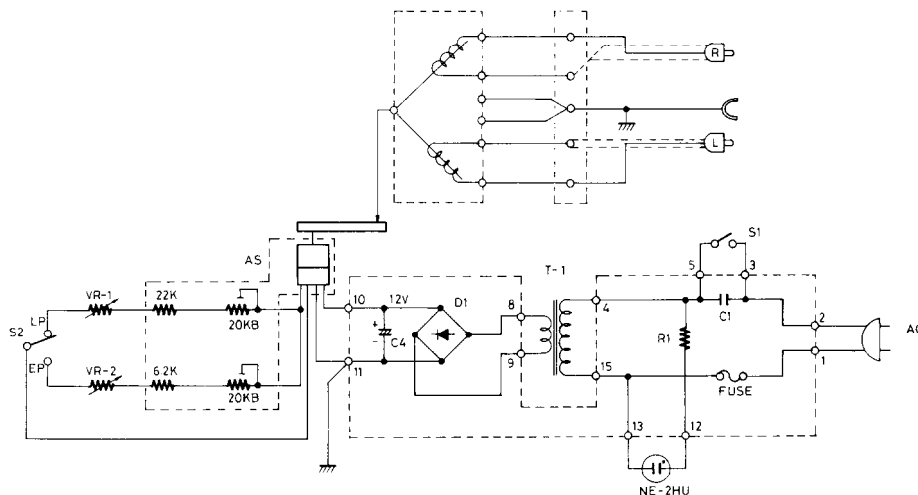 R
L
S1
AS
T-1
5
3
10
12V
D1
8
4
2
AC
VR-1
22K
C1
S2
LP
20KB
C4
R1
EP
+
-
11
9
15
1
VR-2
6.2K
20KB
FUSE
13
12
NE-2HU